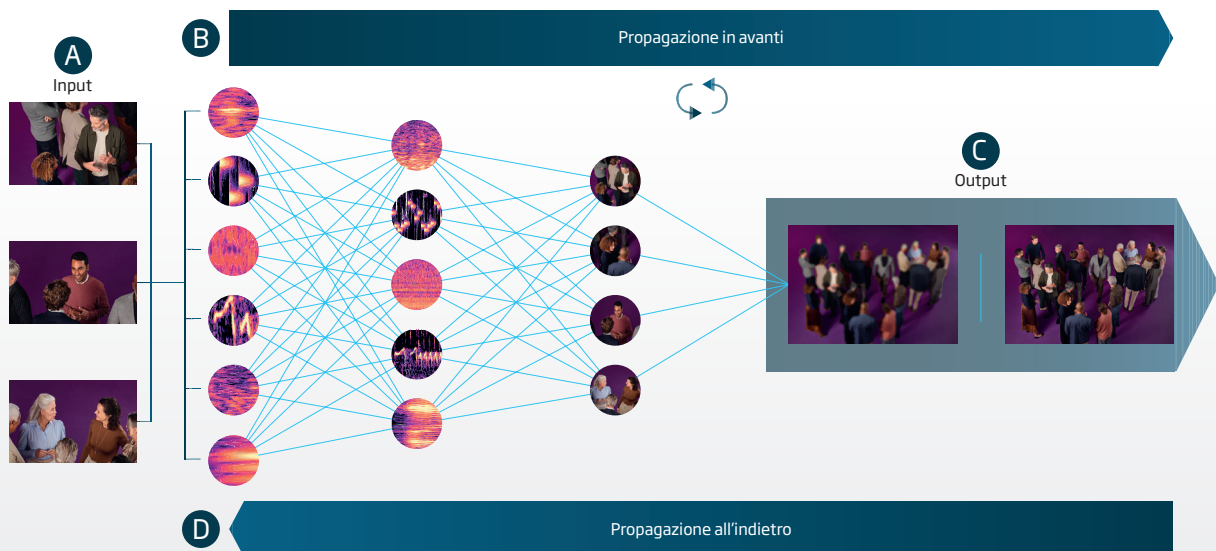 B
Propagazione in avanti
A
Input
C
Output
D
Propagazione all'indietro